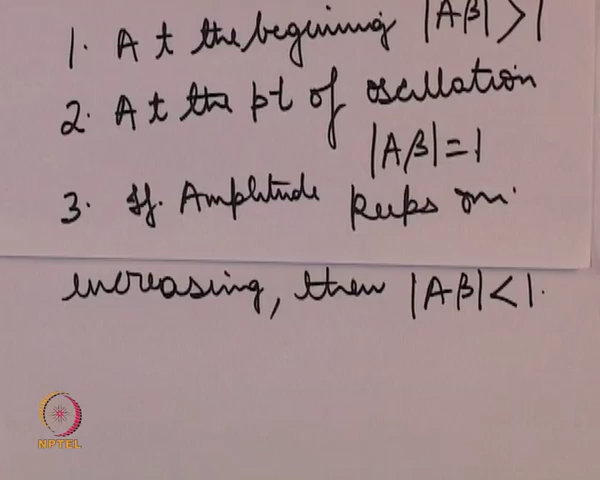 1. At the begining |Aβ| > 1
2. At the pt of oscillation
|Aβ| = 1
3. If Amplitude keeps on
increasing, then |Aβ| < 1.
NPTEL